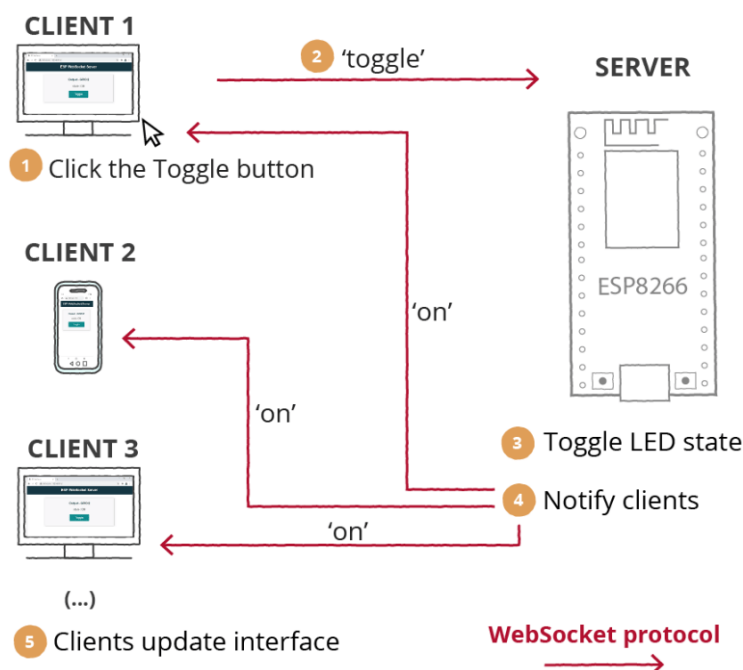 CLIENT 1
2 'toggle'
SERVER
1 Click the Toggle button
CLIENT 2
ESP8266
'on'
'on'
CLIENT 3
3 Toggle LED state
4 Notify clients
'on'
(...)
5 Clients update interface
WebSocket protocol